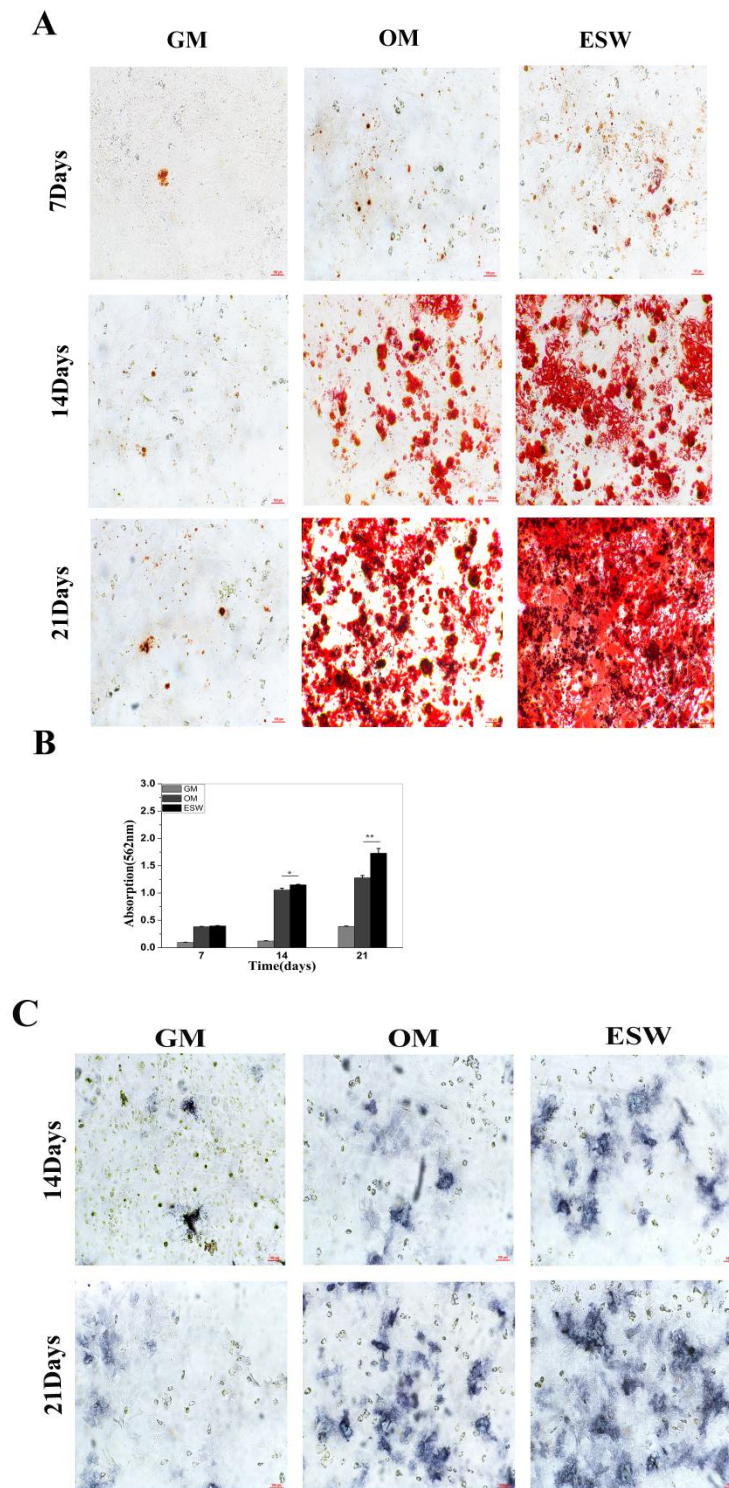 A
GM OM ESW
7Days
14Days
21Days
B
3.0
2.5
2.0
1.5
1.0
0.5
0.0
GM
OM
ESW
*
**
Absorption(562nm)
7 14 21
Time(days)
C
GM OM ESW
14Days
21Days